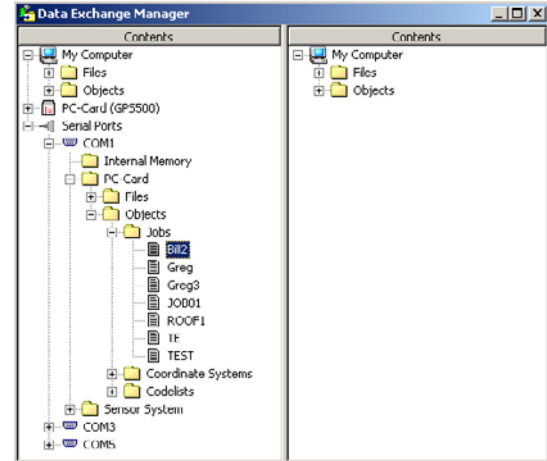 Data Exchange Manager
Contents
My Computer
Files
Objects
PC-Card (GPS500)
Serial Ports
COM1
Internal Memory
PC-Card
Files
Objects
Jobs
Bill2
Greg
Greg3
JOB01
ROOF1
TE
TEST
Coordinate Systems
Codelists
Sensor System
COM3
COM5
Contents
My Computer
Files
Objects